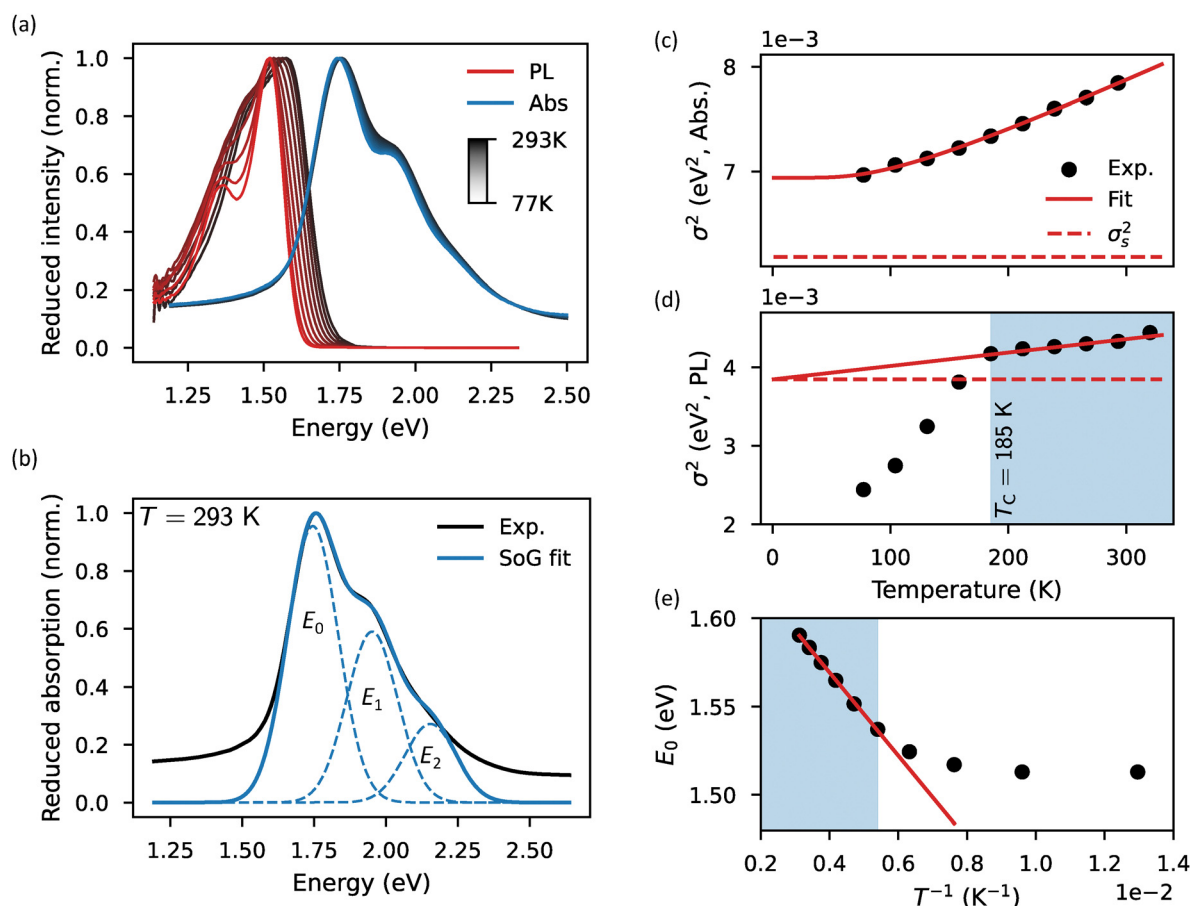 (a)
1.0
0.8
0.6
0.4
0.2
0.0
Reduced intensity (norm.)
PL
Abs
293K
77K
1.25 1.50 1.75 2.00 2.25 2.50
Energy (eV)
(b)
T = 293 K
1.0
0.8
0.6
0.4
0.2
0.0
Reduced absorption (norm.)
Exp.
SoG fit
E₀
E₁
E₂
1.25 1.50 1.75 2.00 2.25 2.50
Energy (eV)
(c)
1e−3
8
7
σ² (eV², Abs.)
Exp.
Fit
σ²ₛ
(d)
1e−3
4
3
2
σ² (eV², PL)
T_C = 185 K
0 100 200 300
Temperature (K)
(e)
1.60
1.55
1.50
E₀ (eV)
0.2 0.4 0.6 0.8 1.0 1.2 1.4
T⁻¹ (K⁻¹)
1e−2